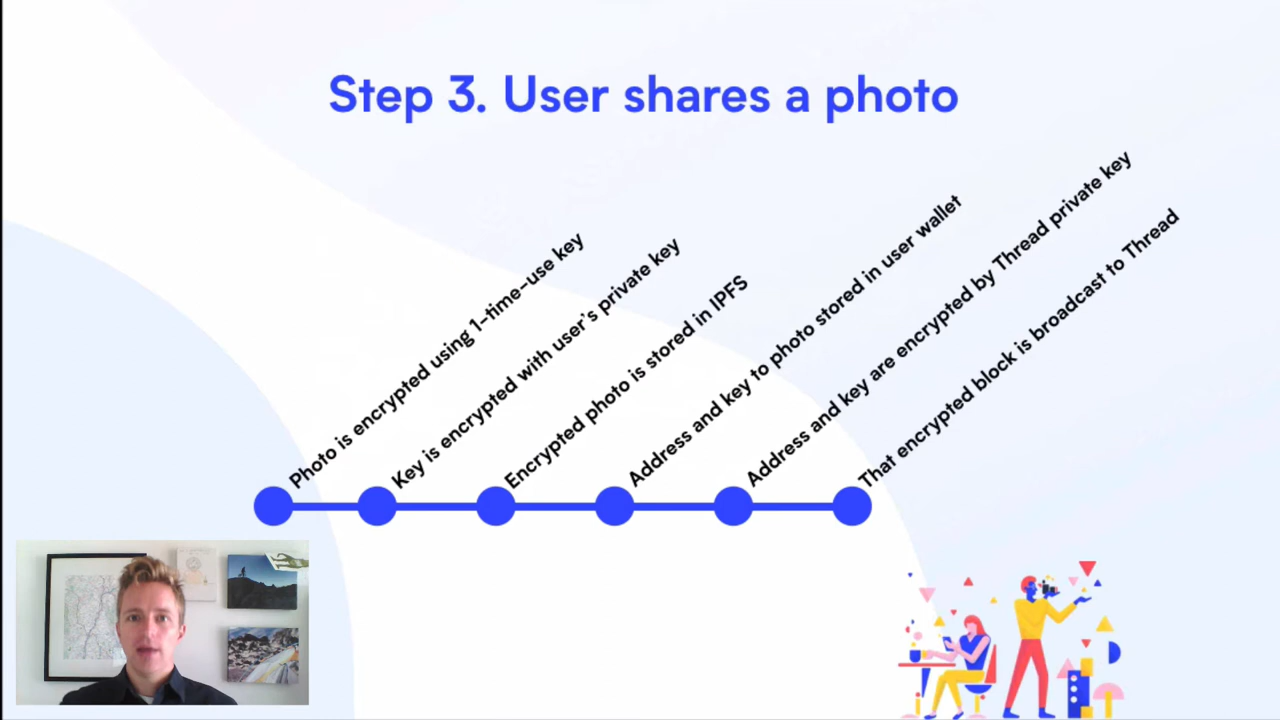 Step 3. User shares a photo
Photo is encrypted using 1-time-use key
Key is encrypted with user's private key
Encrypted photo is stored in IPFS
Address and key to photo stored in user wallet
Address and key are encrypted by Thread private key
That encrypted block is broadcast to Thread